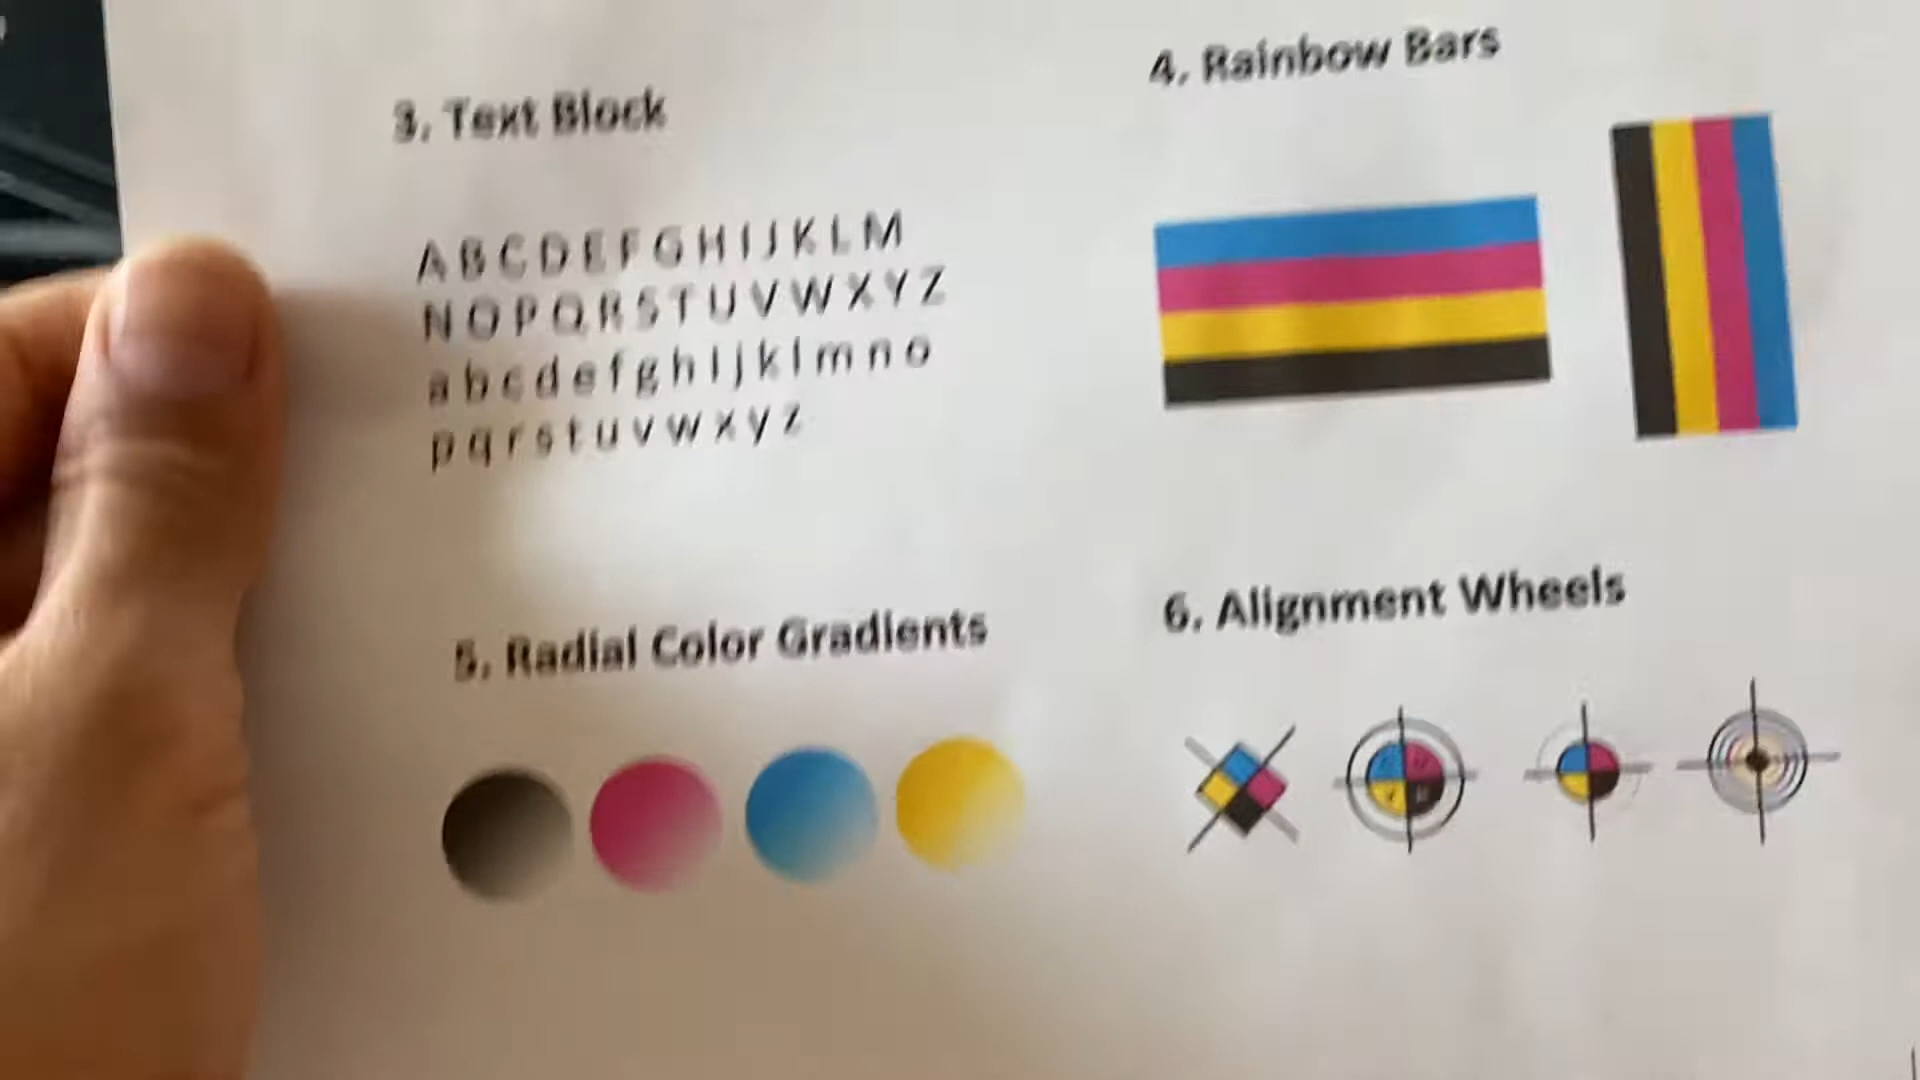 3. Text Block
A B C D E F G H I J K L M
N O P Q R S T U V W X Y Z
a b c d e f g h i j k l m n o
p q r s t u v w x y z
4. Rainbow Bars
5. Radial Color Gradients
6. Alignment Wheels